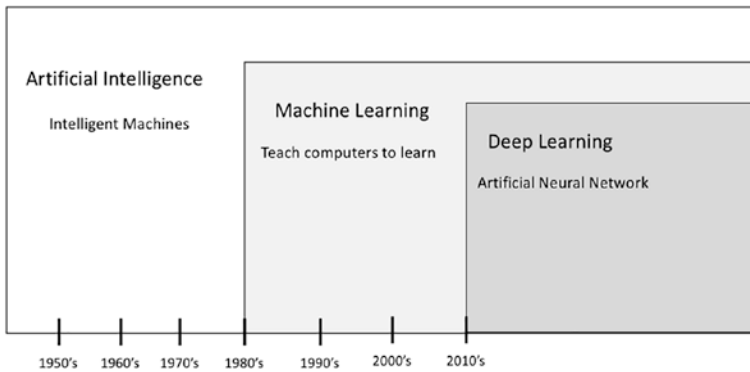 Artificial Intelligence
Intelligent Machines
Machine Learning
Teach computers to learn
Deep Learning
Artificial Neural Network
1950's 1960's 1970's 1980's 1990's 2000's 2010's